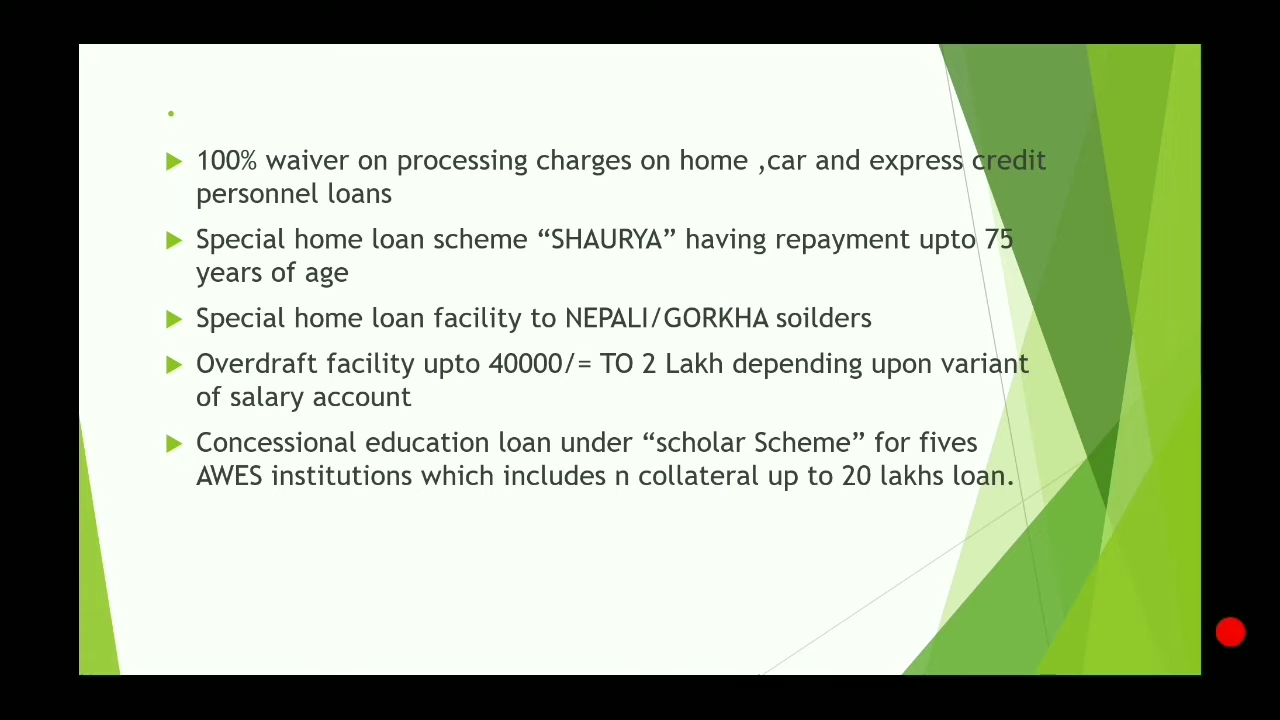 100% waiver on processing charges on home ,car and express credit
personnel loans
Special home loan scheme “SHAURYA” having repayment upto 75
years of age
Special home loan facility to NEPALI/GORKHA soilders
Overdraft facility upto 40000/= TO 2 Lakh depending upon variant
of salary account
Concessional education loan under “scholar Scheme” for fives
AWES institutions which includes n collateral up to 20 lakhs loan.